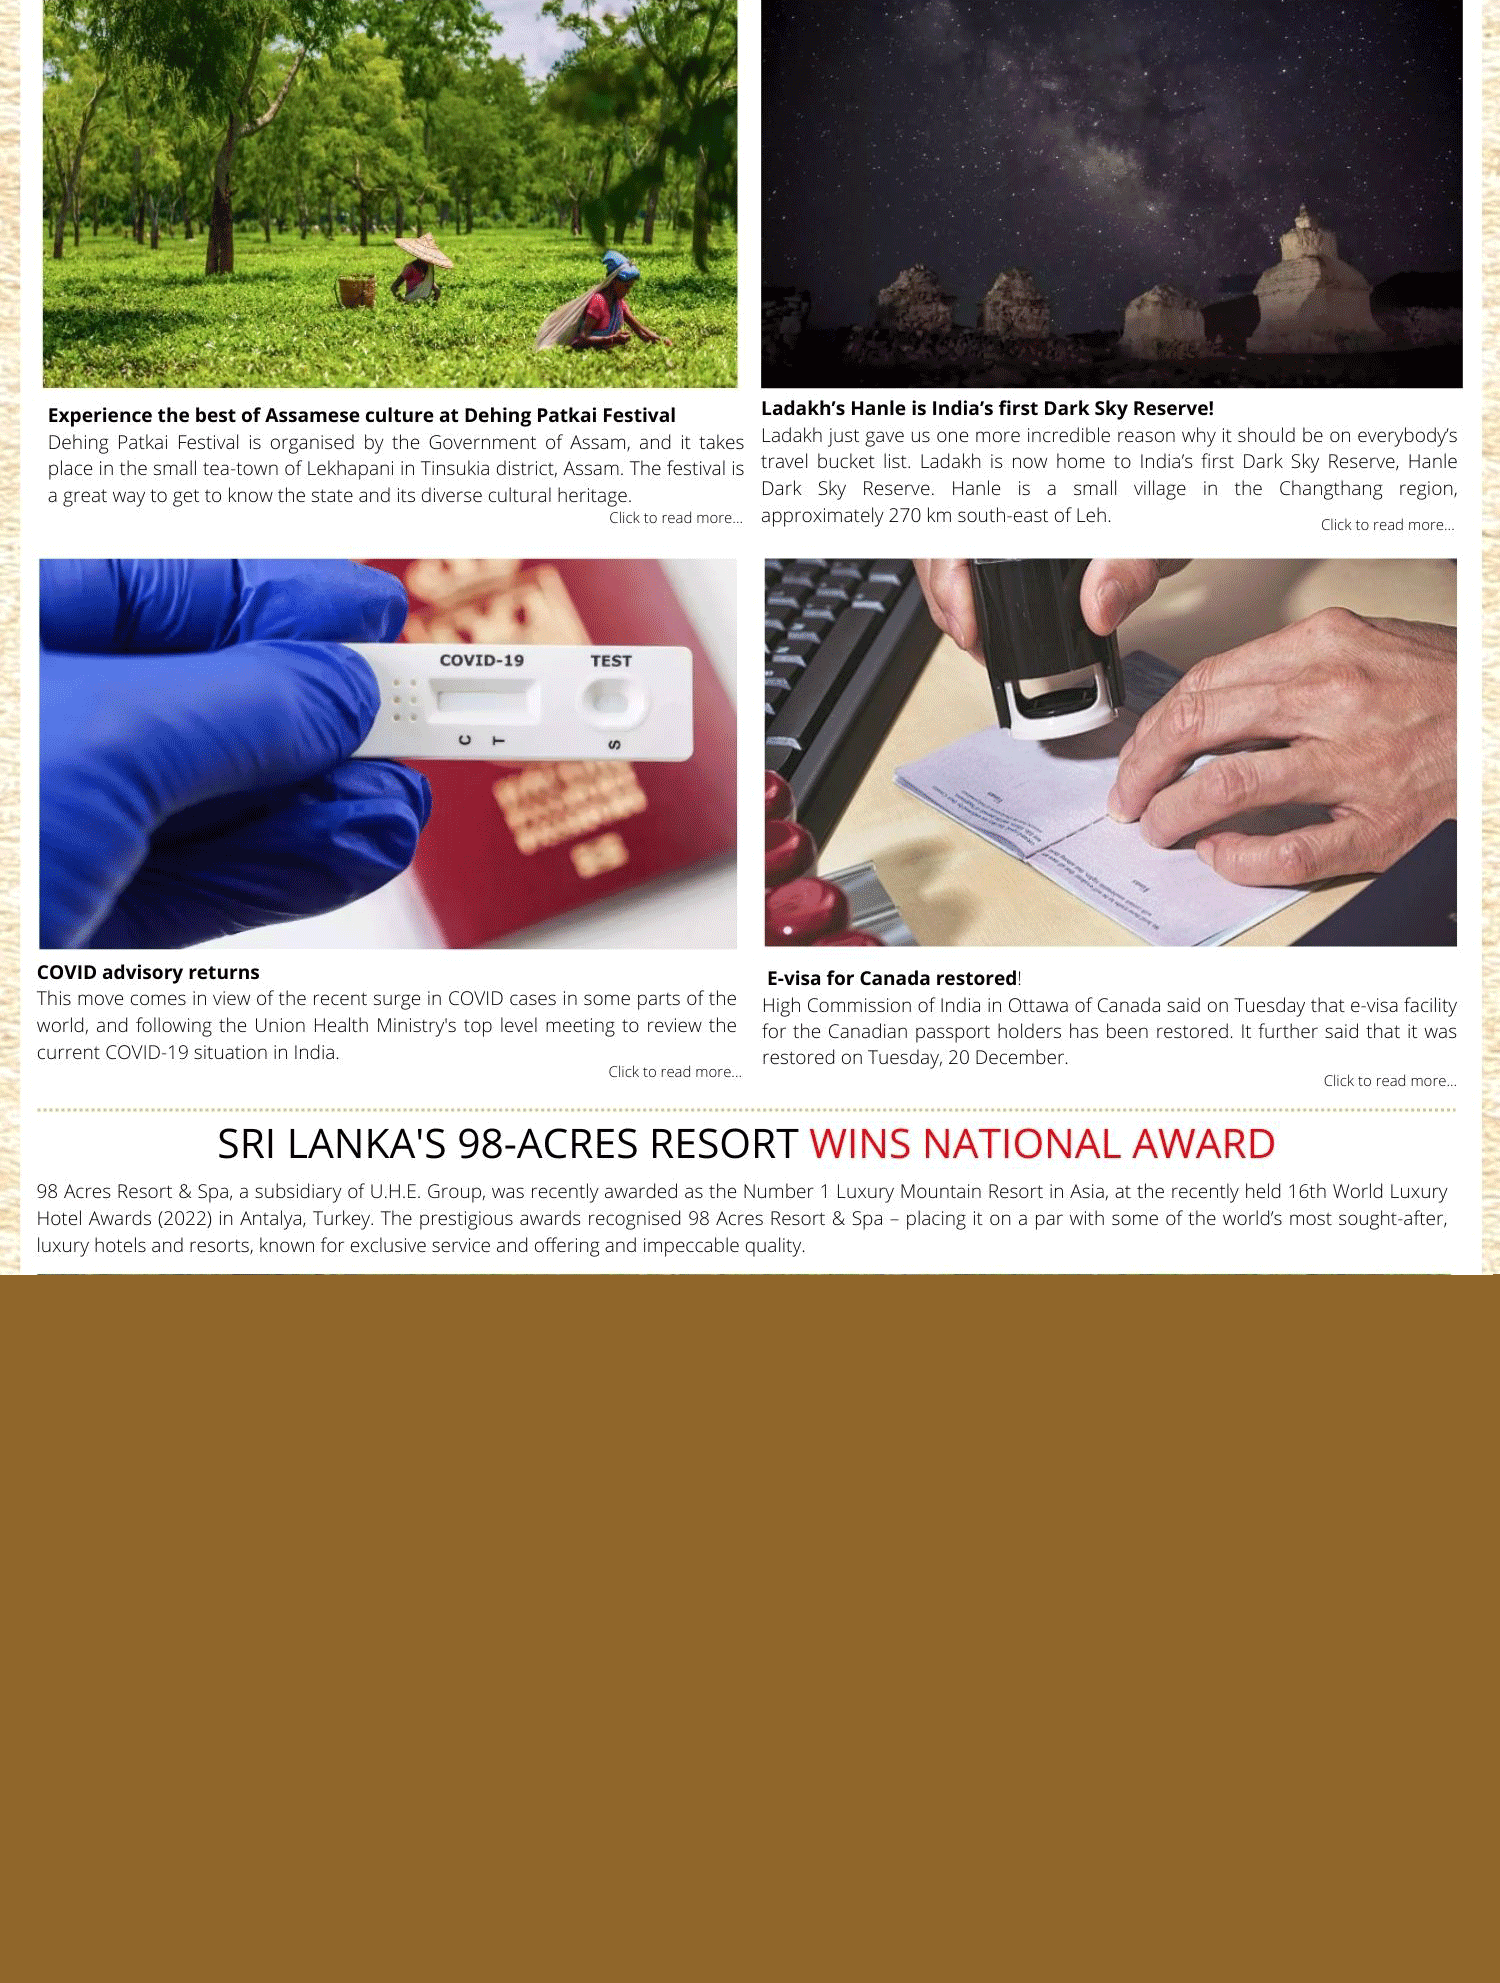 Experience the best of Assamese culture at Dehing Patkai Festival
Dehing Patkai Festival is organised by the Government of Assam, and it takes
place in the small tea-town of Lekhapani in Tinsukia district, Assam. The festival is
a great way to get to know the state and its diverse cultural heritage.
Click to read more...
Ladakh’s Hanle is India’s first Dark Sky Reserve!
Ladakh just gave us one more incredible reason why it should be on everybody’s
travel bucket list. Ladakh is now home to India’s first Dark Sky Reserve, Hanle
Dark Sky Reserve. Hanle is a small village in the Changthang region,
approximately 270 km south-east of Leh.
Click to read more...
COVID-19 TEST
C T S
COVID advisory returns
This move comes in view of the recent surge in COVID cases in some parts of the
world, and following the Union Health Ministry's top level meeting to review the
current COVID-19 situation in India.
Click to read more...
E-visa for Canada restored!
High Commission of India in Ottawa of Canada said on Tuesday that e-visa facility
for the Canadian passport holders has been restored. It further said that it was
restored on Tuesday, 20 December.
Click to read more...
SRI LANKA'S 98-ACRES RESORT WINS NATIONAL AWARD
98 Acres Resort & Spa, a subsidiary of U.H.E. Group, was recently awarded as the Number 1 Luxury Mountain Resort in Asia, at the recently held 16th World Luxury
Hotel Awards (2022) in Antalya, Turkey. The prestigious awards recognised 98 Acres Resort & Spa – placing it on a par with some of the world’s most sought-after,
luxury hotels and resorts, known for exclusive service and offering and impeccable quality.